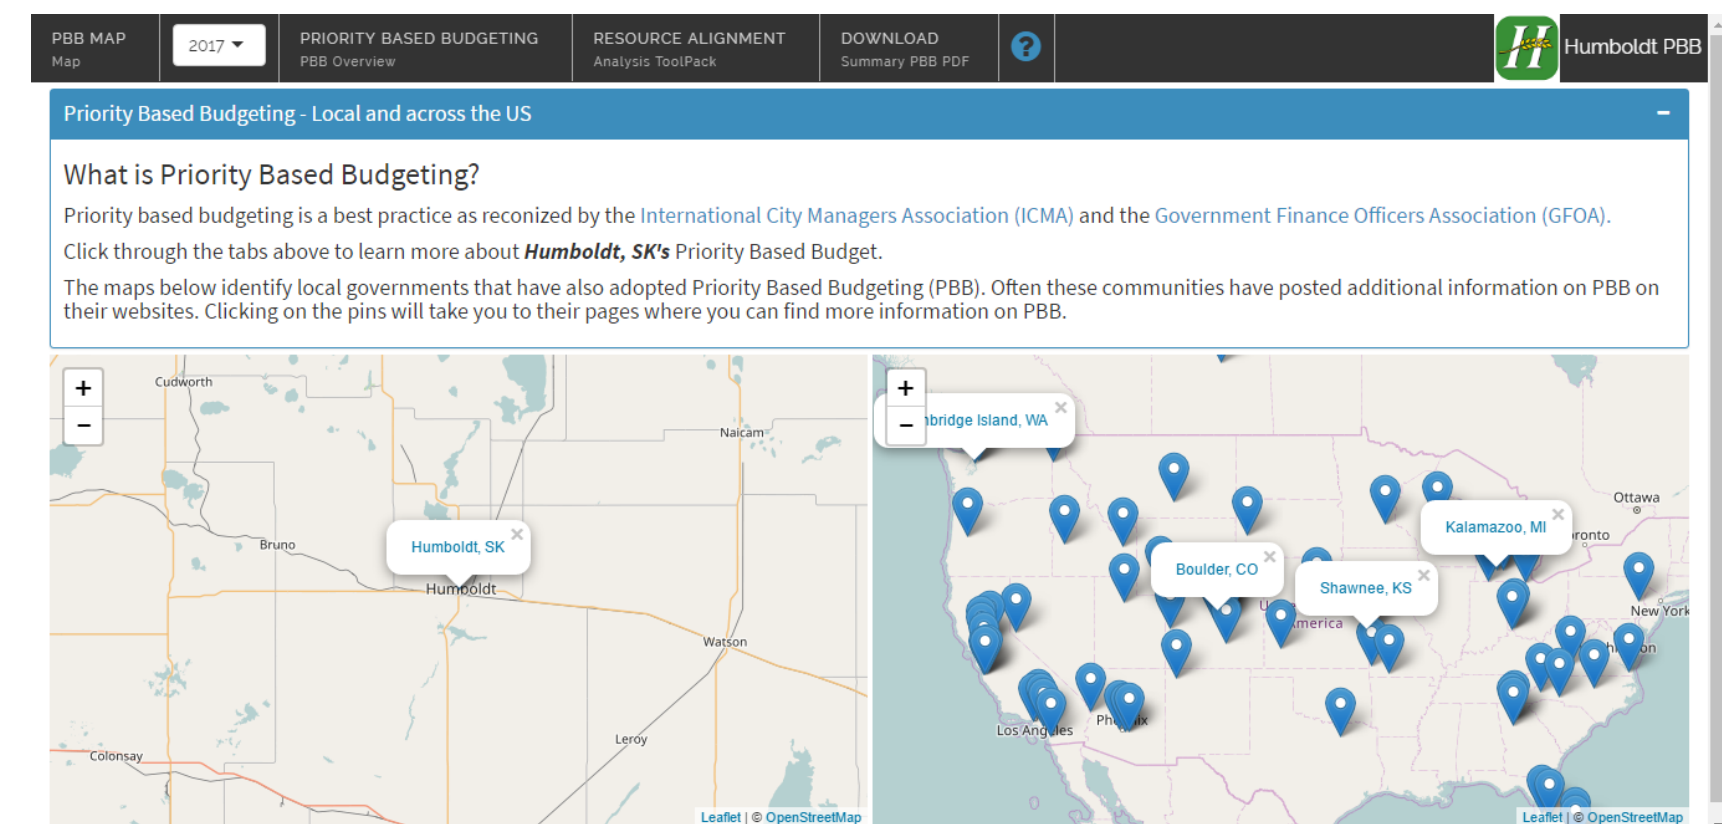 PBB MAP
Map
2017
PRIORITY BASED BUDGETING
PBB Overview
RESOURCE ALIGNMENT
Analysis ToolPack
DOWNLOAD
Summary PBB PDF
?
Humboldt PBB
Priority Based Budgeting - Local and across the US
What is Priority Based Budgeting?
Priority based budgeting is a best practice as reconized by the International City Managers Association (ICMA) and the Government Finance Officers Association (GFOA).
Click through the tabs above to learn more about Humboldt, SK's Priority Based Budget.
The maps below identify local governments that have also adopted Priority Based Budgeting (PBB). Often these communities have posted additional information on PBB on
their websites. Clicking on the pins will take you to their pages where you can find more information on PBB.
+
−
Cudworth
Naicam
Bruno
Humboldt, SK
Humboldt
Watson
Leroy
Colonsay
Leaflet | © OpenStreetMap
+
−
Island, WA
Ottawa
Kalamazoo, MI
Boulder, CO
Shawnee, KS
New York
America
Los Angeles
Leaflet | © OpenStreetMap